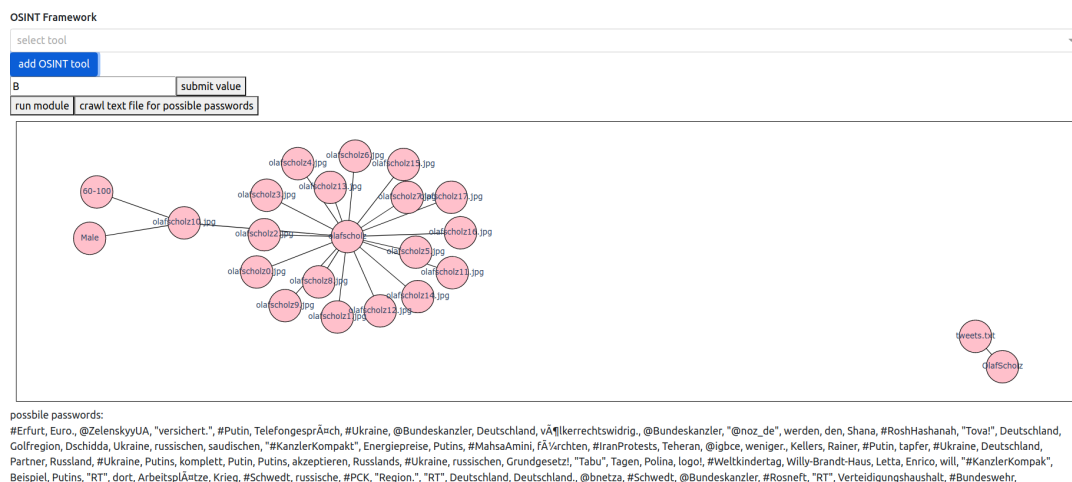 OSINT Framework
select tool
add OSINT tool
B
submit value
run module
crawl text file for possible passwords
olafscholz6.jpg
olafscholz4.jpg
olafscholz15.jpg
60-100
olafscholz13.jpg
olafscholz3.jpg
olafscholz7.jpg
olafscholz17.jpg
olafscholz10.jpg
Male
olafscholz2.jpg
olafscholz
olafscholz16.jpg
olafscholz5.jpg
olafscholz0.jpg
olafscholz11.jpg
olafscholz8.jpg
olafscholz14.jpg
olafscholz9.jpg
olafscholz1.jpg
olafscholz12.jpg
tweets.txt
OlafScholz
possbile passwords:
#Erfurt, Euro., @ZelenskyyUA, "versichert.", #Putin, TelefongesprÃ¤ch, #Ukraine, @Bundeskanzler, Deutschland, vÃ¶lkerrechtswidrig., @Bundeskanzler, "@noz_de", werden, den, Shana, #RoshHashanah, "Tova!", Deutschland,
Golfregion, Dschidda, Ukraine, russischen, saudischen, "#KanzlerKompakt", Energiepreise, Putins, #MahsaAmini, fÃ¼rchten, #IranProtests, Teheran, @igbce, weniger., Kellers, Rainer, #Putin, tapfer, #Ukraine, Deutschland,
Partner, Russland, #Ukraine, Putins, komplett, Putin, Putins, akzeptieren, Russlands, #Ukraine, russischen, Grundgesetz!, "Tabu", Tagen, Polina, logo!, #Weltkindertag, Willy-Brandt-Haus, Letta, Enrico, will, "#KanzlerKompak",
Beispiel, Putins, "RT", dort, ArbeitsplÃ¤tze, Krieg, #Schwedt, russische, #PCK, "Region.", "RT", Deutschland, Deutschland., @bnetza, #Schwedt, @Bundeskanzler, #Rosneft, "RT", Verteidigungshaushalt, #Bundeswehr,